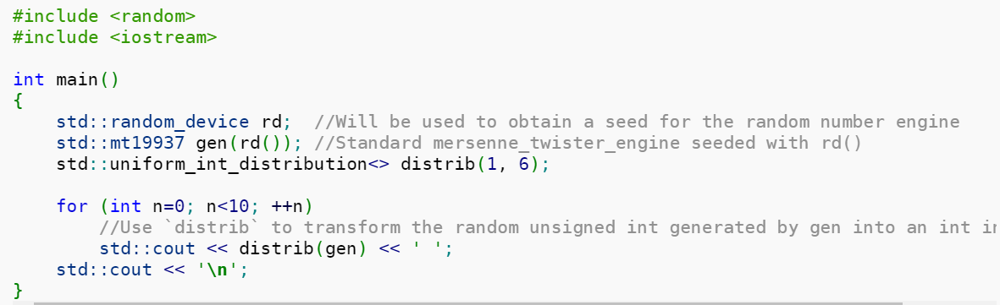 #include <random>
#include <iostream>
int main()
{
    std::random_device rd;  //Will be used to obtain a seed for the random number engine
    std::mt19937 gen(rd()); //Standard mersenne_twister_engine seeded with rd()
    std::uniform_int_distribution<> distrib(1, 6);
    for (int n=0; n<10; ++n)
        //Use `distrib` to transform the random unsigned int generated by gen into an int
        std::cout << distrib(gen) << ' ';
    std::cout << '\n';
}